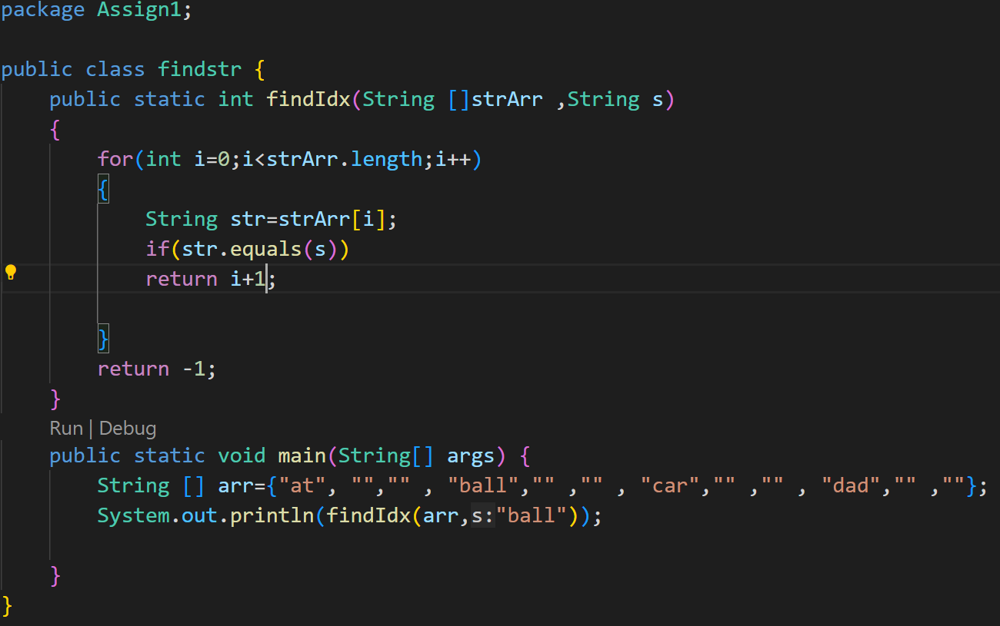 package Assign1;
public class findstr {
public static int findIdx(String []strArr ,String s)
{
for(int i=0;i<strArr.length;i++)
{
String str=strArr[i];
if(str.equals(s))
return i+1;
}
return -1;
}
Run | Debug
public static void main(String[] args) {
String [] arr={"at", "","" , "ball","" ,"" , "car","" ,"" , "dad","" ,""};
System.out.println(findIdx(arr,s:"ball"));
}
}